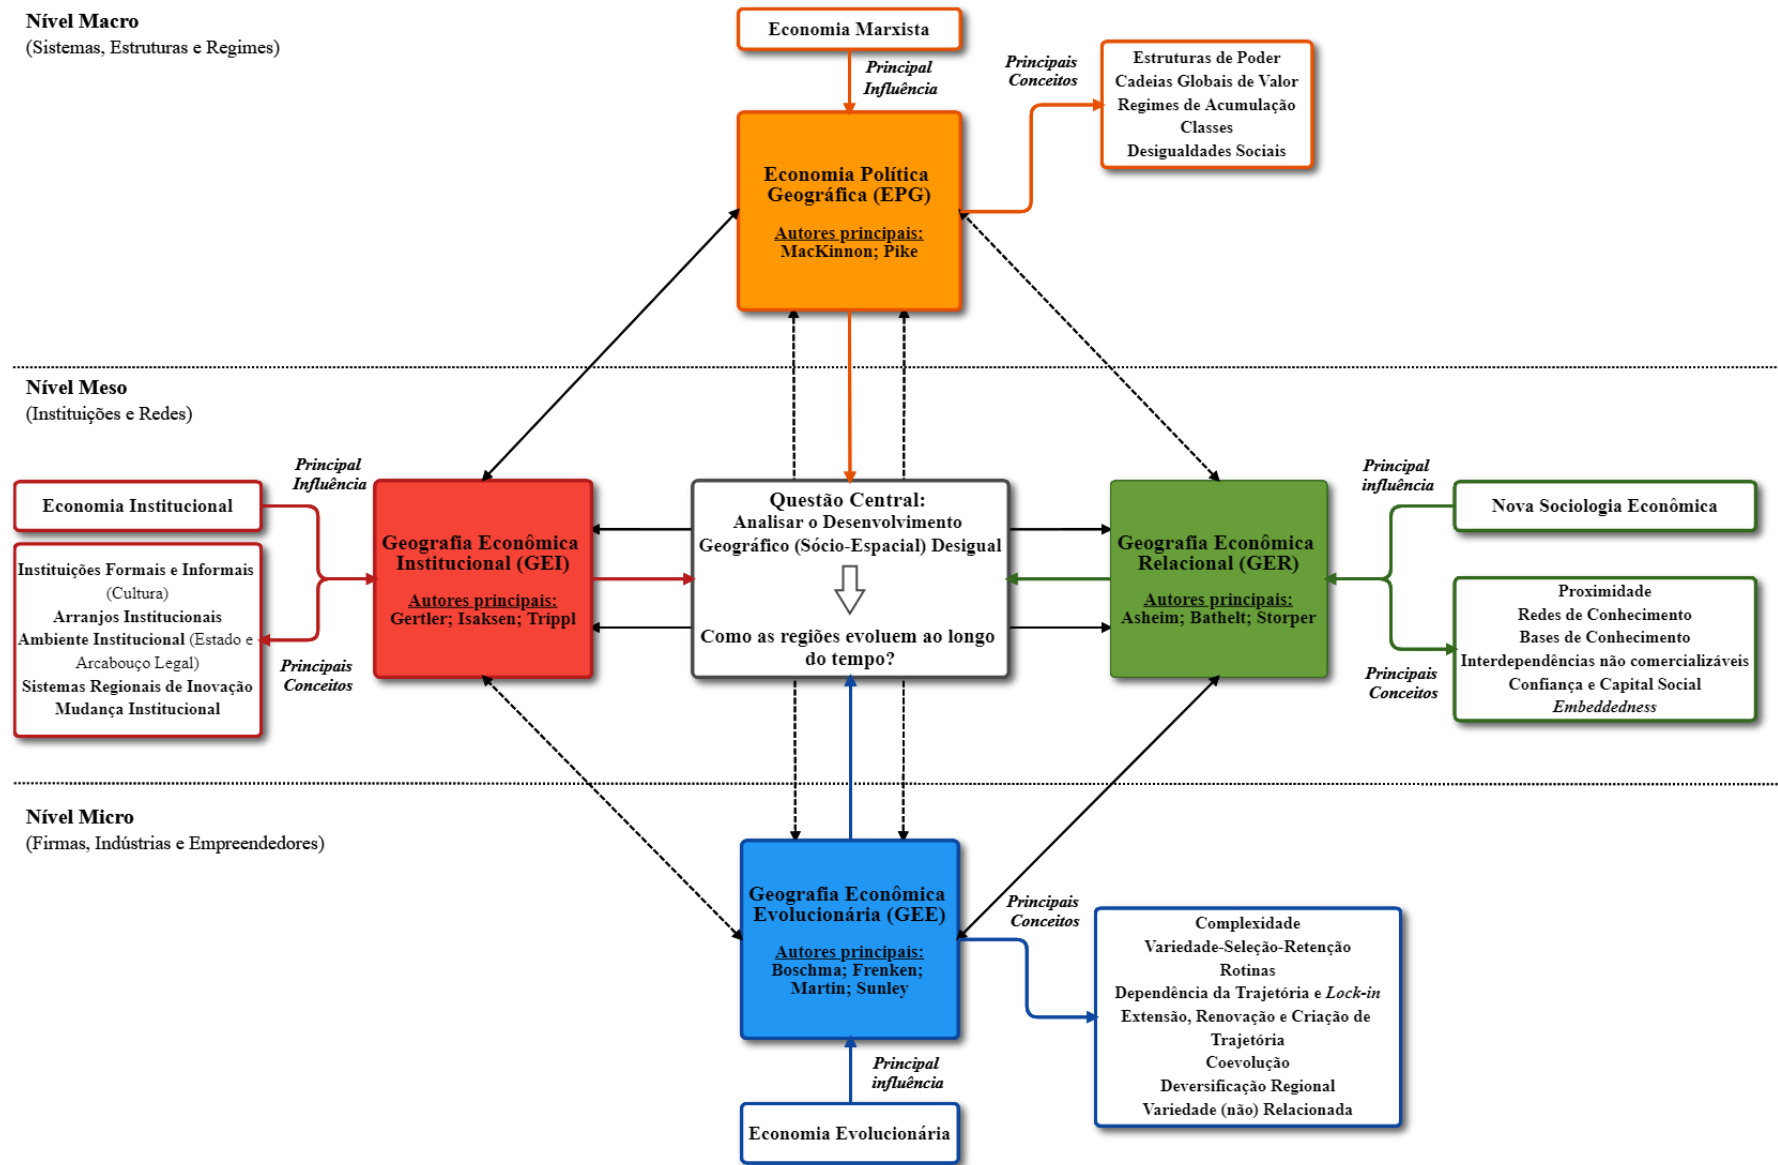 Nível Macro
(Sistemas, Estruturas e Regimes)
Economia Marxista
Principal
Influência
Principais
Conceitos
Estruturas de Poder
Cadeias Globais de Valor
Regimes de Acumulação
Classes
Desigualdades Sociais
Economia Política
Geográfica (EPG)
Autores principais:
MacKinnon; Pike
Nível Meso
(Instituições e Redes)
Principal
Influência
Economia Institucional
Instituições Formais e Informais
(Cultura)
Arranjos Institucionais
Ambiente Institucional (Estado e
Arcabouço Legal)
Sistemas Regionais de Inovação
Mudança Institucional
Principais
Conceitos
Geografia Econômica
Institucional (GEI)
Autores principais:
Gertler; Isaksen; Trippl
Questão Central:
Analisar o Desenvolvimento
Geográfico (Sócio-Espacial) Desigual
Como as regiões evoluem ao longo
do tempo?
Geografia Econômica
Relacional (GER)
Autores principais:
Asheim; Bathelt; Storper
Principal
influência
Nova Sociologia Econômica
Principais
Conceitos
Proximidade
Redes de Conhecimento
Bases de Conhecimento
Interdependências não comercializáveis
Confiança e Capital Social
Embeddedness
Nível Micro
(Firmas, Indústrias e Empreendedores)
Geografia Econômica
Evolucionária (GEE)
Autores principais:
Boschma; Frenken;
Martin; Sunley
Principais
Conceitos
Complexidade
Variedade-Seleção-Retenção
Rotinas
Dependência da Trajetória e Lock-in
Extensão, Renovação e Criação de
Trajetória
Coevolução
Deversificação Regional
Variedade (não) Relacionada
Principal
influência
Economia Evolucionária